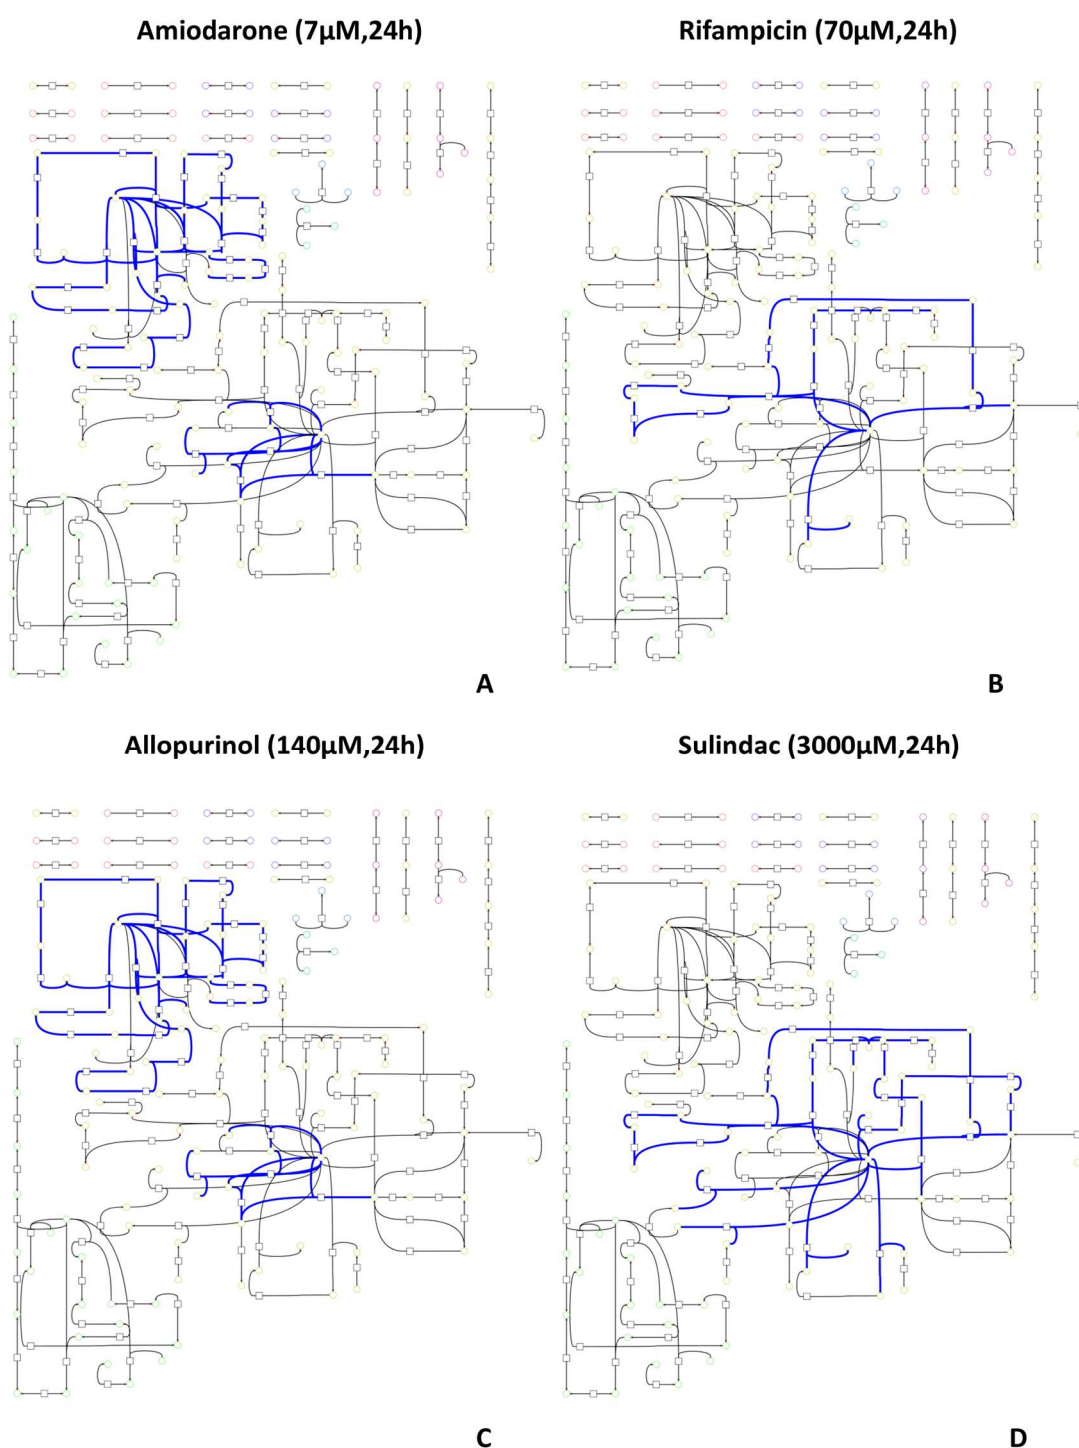 Amiodarone (7µM,24h)
Rifampicin (70µM,24h)
A
B
Allopurinol (140µM,24h)
Sulindac (3000µM,24h)
C
D